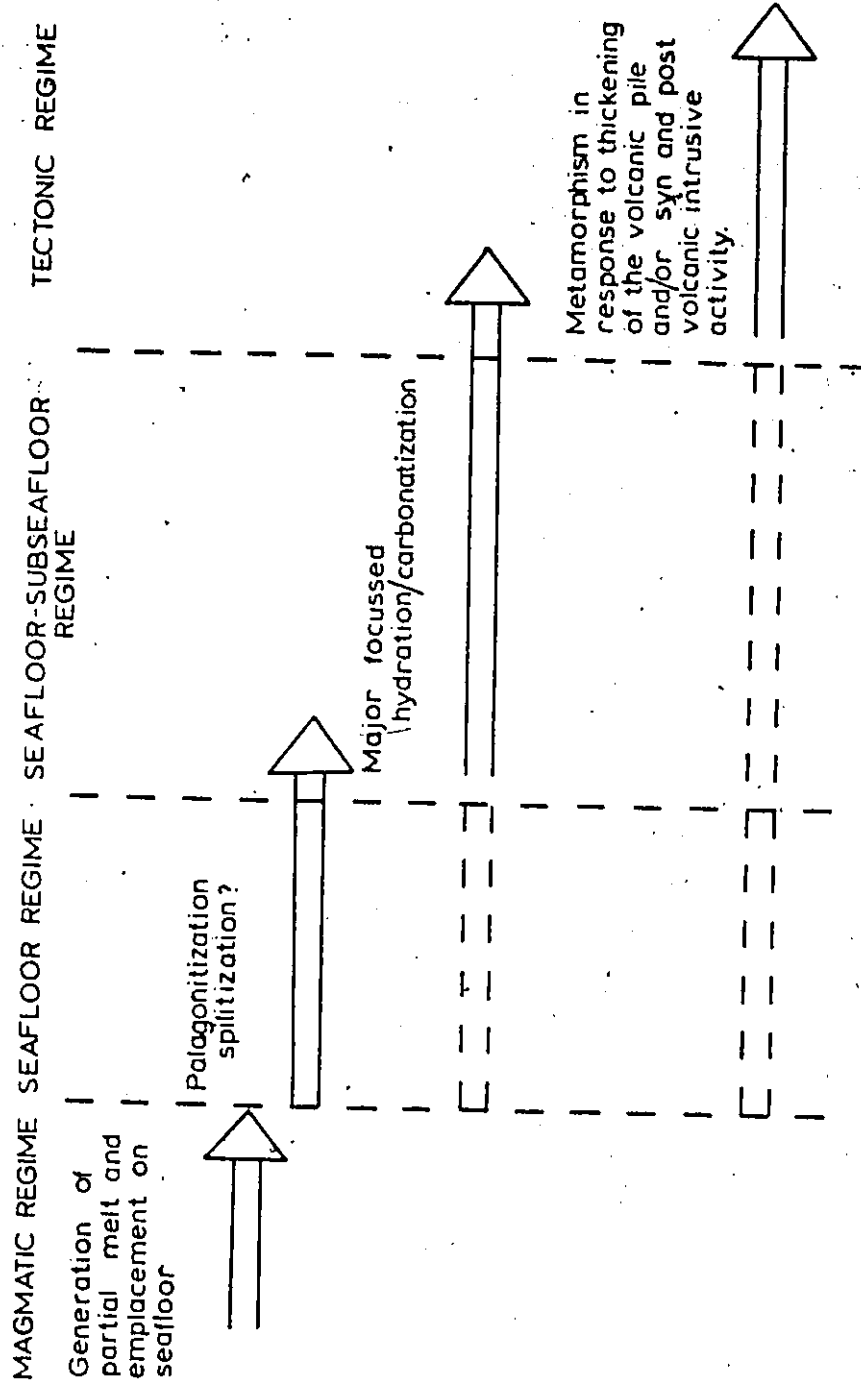 MAGMATIC REGIME SEAFLOOR REGIME · SEAFLOOR-SUBSEAFLOOR TECTONIC REGIME
REGIME
Generation of
partial melt and
emplacement on
seafloor
Palagonitization
spilitization?
Major focussed
hydration/carbonatization
Metamorphism in
response to thickening
of the volcanic pile
and/or syn and post
volcanic intrusive
activity.